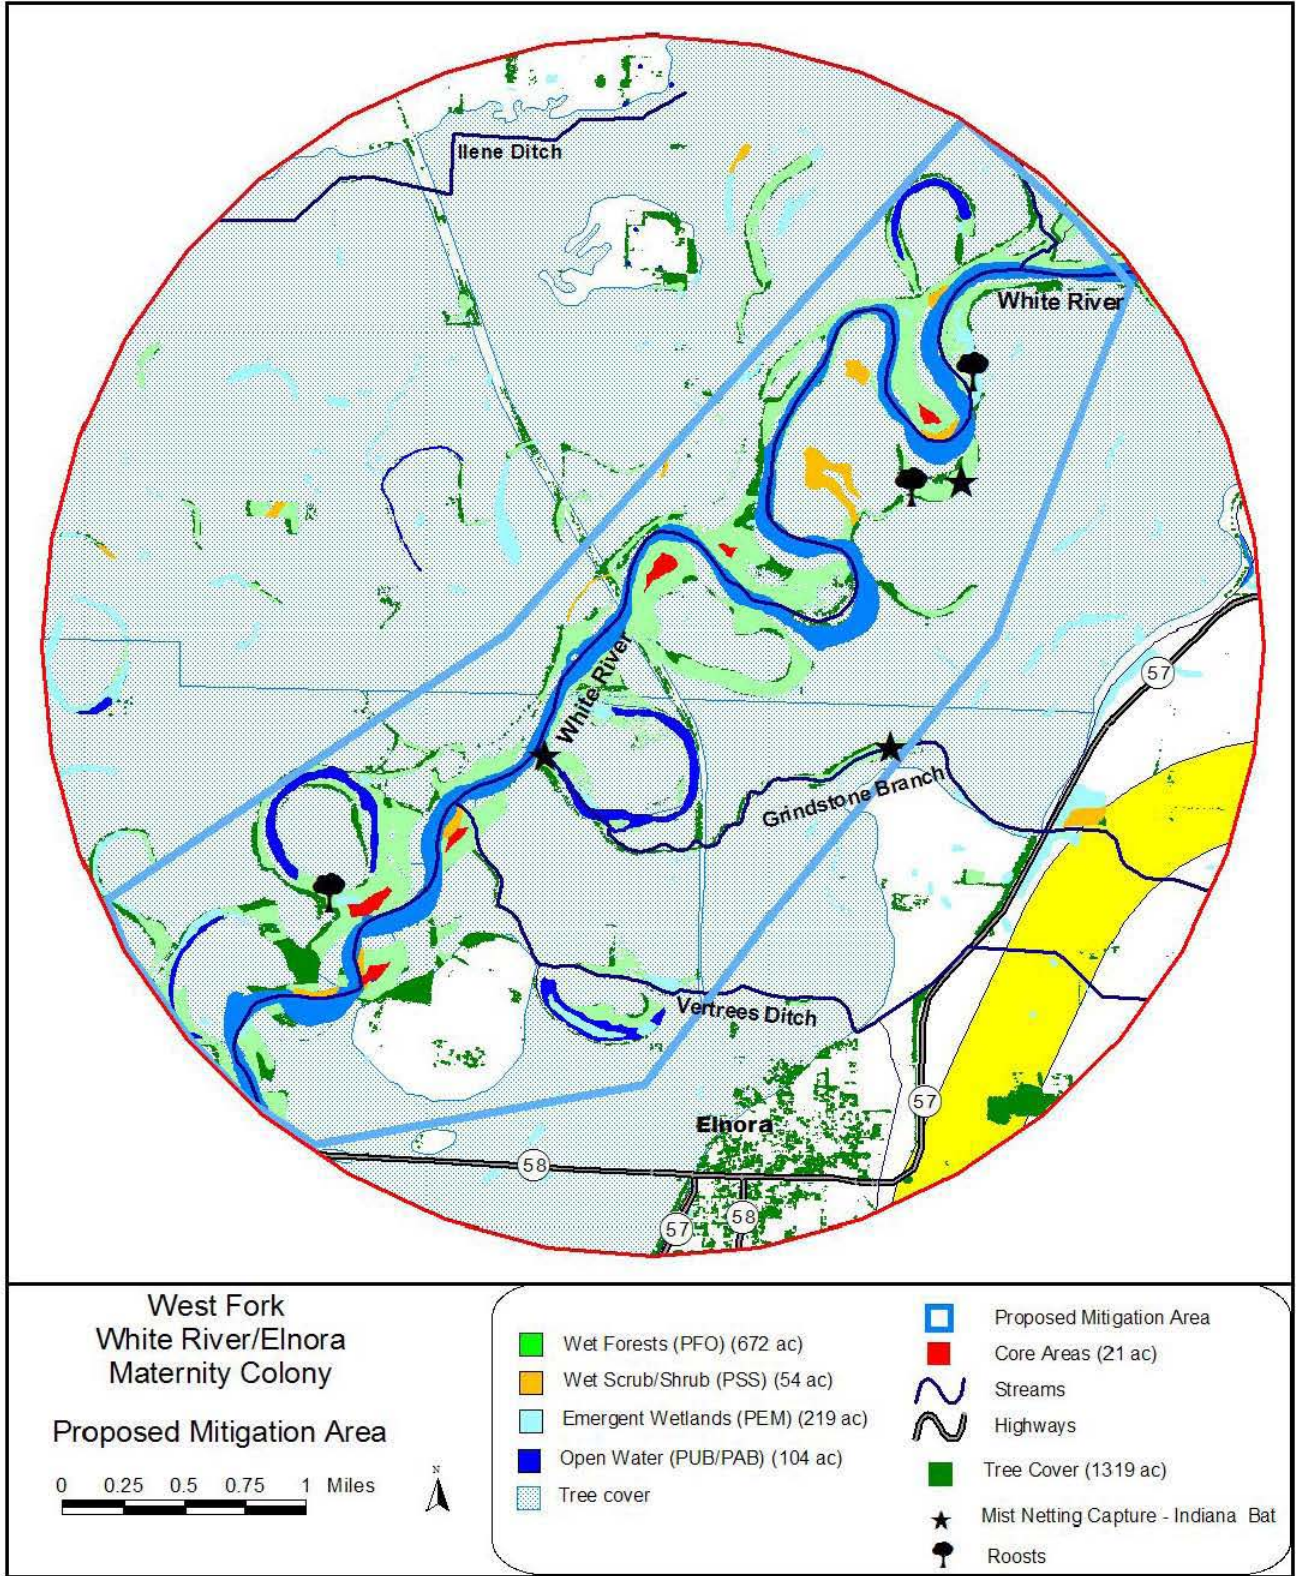 Ilene Ditch
White River
57
White River
Grindstone Branch
Vertrees Ditch
57
Elnora
58
57
58
West Fork
White River/Elnora
Maternity Colony
Proposed Mitigation Area
0 0.25 0.5 0.75 1 Miles
N
Wet Forests (PFO) (672 ac)
Wet Scrub/Shrub (PSS) (54 ac)
Emergent Wetlands (PEM) (219 ac)
Open Water (PUB/PAB) (104 ac)
Tree cover
Proposed Mitigation Area
Core Areas (21 ac)
Streams
Highways
Tree Cover (1319 ac)
Mist Netting Capture - Indiana Bat
Roosts